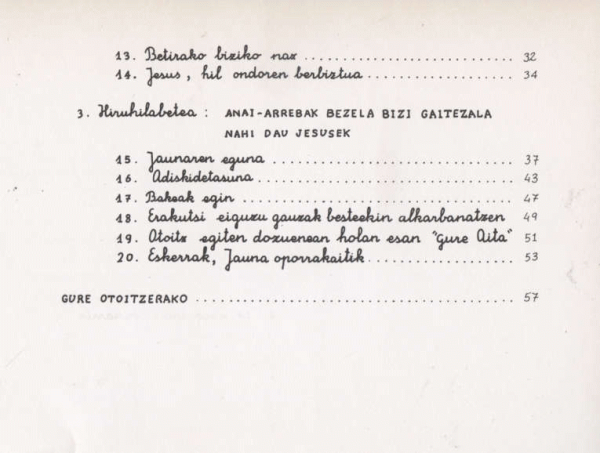 13. Betirako biziko naz ................................ 32
14. Jesus, hil ondoren berbiztua .................... 34
3. Hiruhilabetea : ANAI-ARREBAK BEZELA BIZI GAITEZALA
NAHI DAU JESUSEK
15. Jaunaren eguna ................................ 37
16. Adiskidetasuna ................................ 43
17. Bakeak egin ................................ 47
18. Erakutsi eiguzu gauzak besteekin alkarbanatzen 49
19. Otoitz egiten dozuenean holan esan "Gure Aita" 51
20. Eskerrak, Jauna oporrakaitik .................... 53
GURE OTOITZERAKO ................................ 57